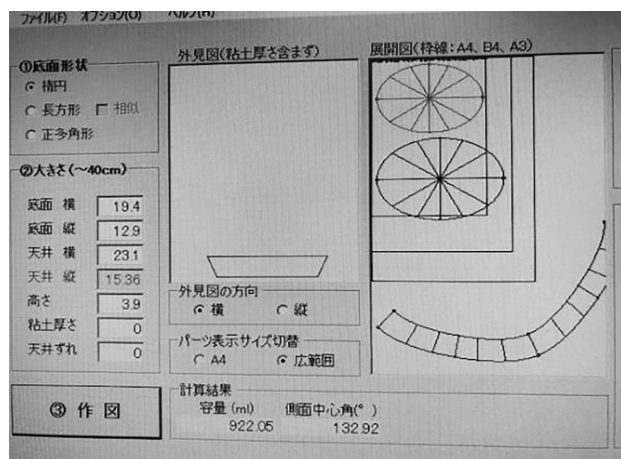 ファイル(F) オプション(O) ヘルプ(H)
①底面形状
楕円
長方形 相似
正多角形
②大きさ(～40cm)
底面 横 19.4
底面 縦 12.9
天井 横 23.1
天井 縦 15.36
高さ 3.9
粘土厚さ 0
天井ずれ 0
③ 作 図
外見図(粘土厚さ含まず)
外見図の方向
横 縦
パーツ表示サイズ切替
A4 広範囲
展開図(枠線：A4、B4、A3)
計算結果
容量 (ml) 側面中心角(°)
922.05 132.92